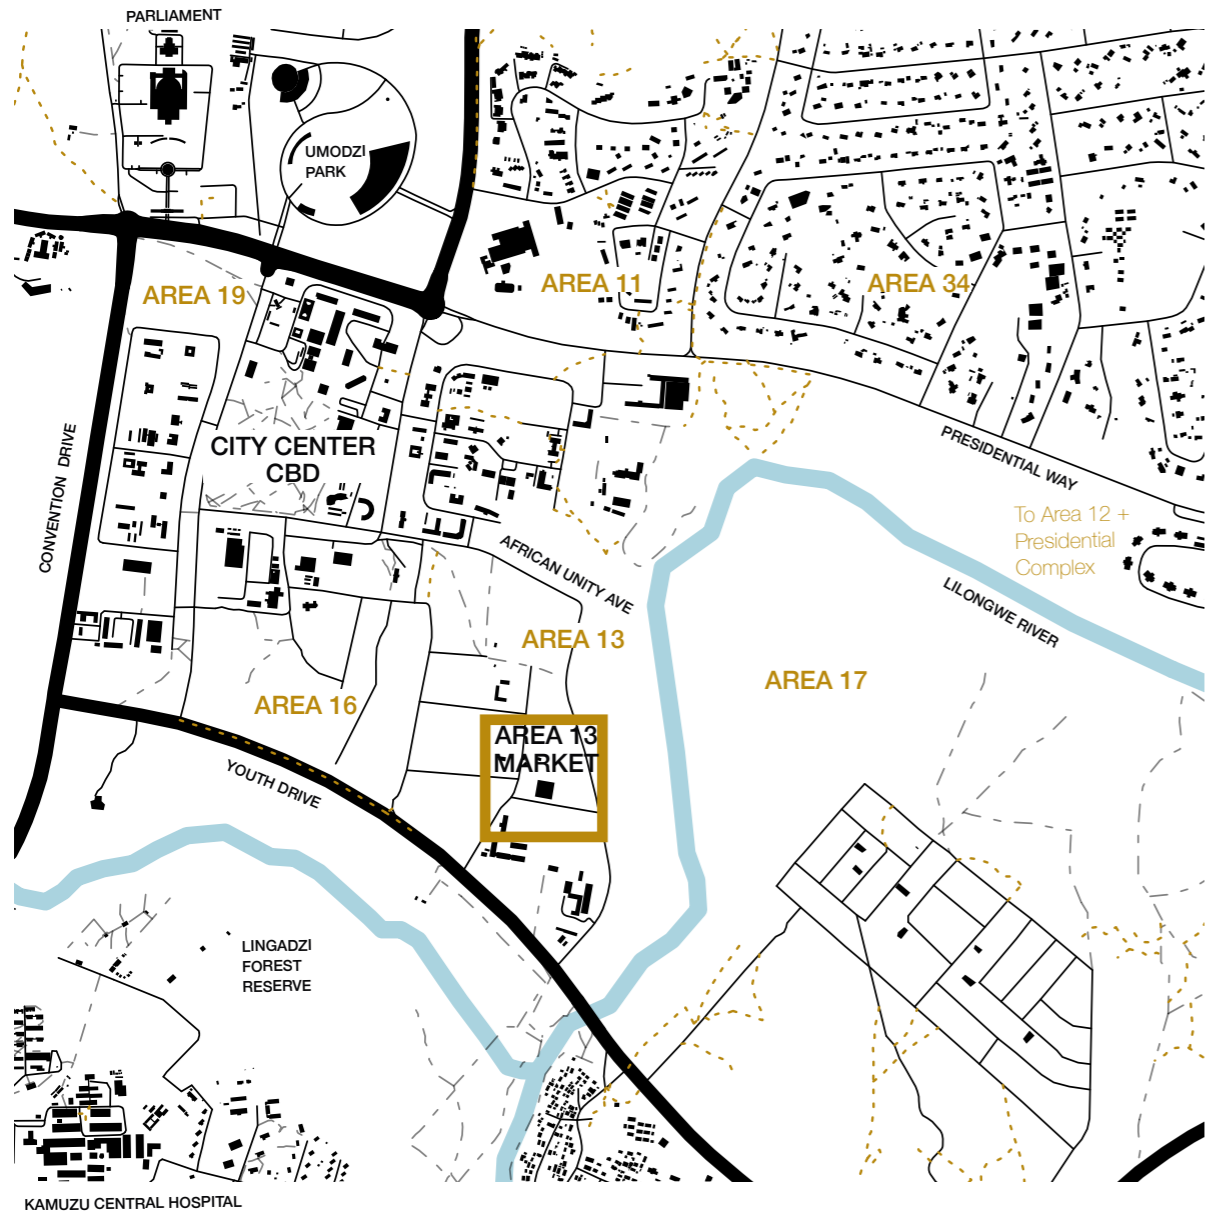 PARLIAMENT
UMODZI
PARK
AREA 19
AREA 11
AREA 34
CITY CENTER
CBD
CONVENTION DRIVE
PRESIDENTIAL WAY
To Area 12 +
Presidential
Complex
AFRICAN UNITY AVE
LILONGWE RIVER
AREA 13
AREA 17
AREA 16
AREA 13
MARKET
YOUTH DRIVE
LINGADZI
FOREST
RESERVE
KAMUZU CENTRAL HOSPITAL